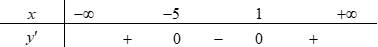 x −∞ −5 1 +∞
y′ + 0 − 0 +